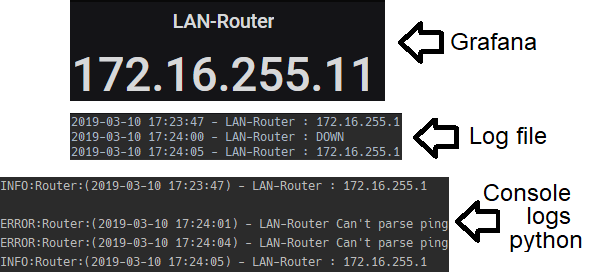 LAN-Router
172.16.255.11
Grafana
2019-03-10 17:23:47 - LAN-Router : 172.16.255.1
2019-03-10 17:24:00 - LAN-Router : DOWN
2019-03-10 17:24:05 - LAN-Router : 172.16.255.1
Log file
INFO:Router:(2019-03-10 17:23:47) - LAN-Router : 172.16.255.1
ERROR:Router:(2019-03-10 17:24:01) - LAN-Router Can't parse ping
ERROR:Router:(2019-03-10 17:24:04) - LAN-Router Can't parse ping
INFO:Router:(2019-03-10 17:24:05) - LAN-Router : 172.16.255.1
Console
logs
python